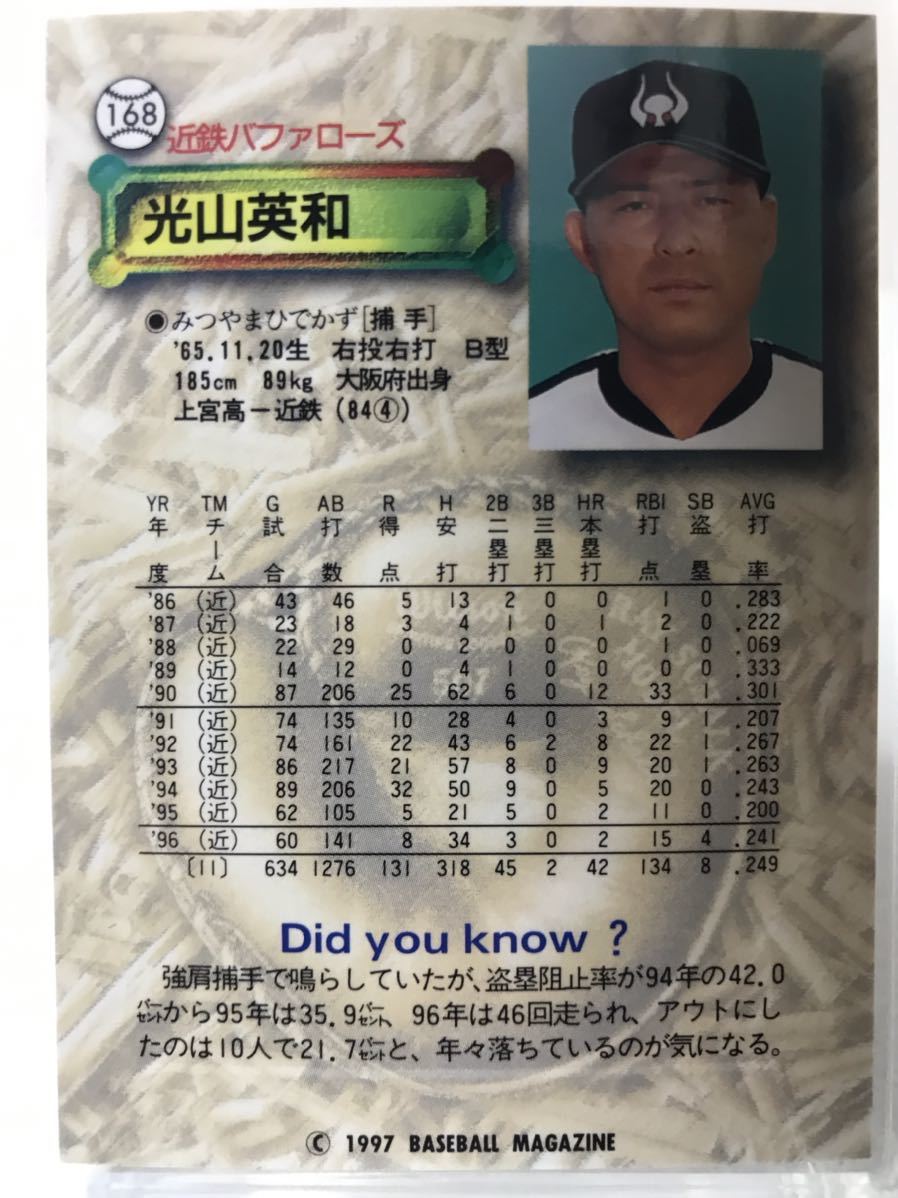 168
近鉄バファローズ
光山英和
◉みつやまひでかず[捕手]
'65.11.20生 右投右打 B型
185cm 89kg 大阪府出身
上宮高ー近鉄(84④)
YR TM G AB R H 2B 3B HR RBI SB AVG
年度 チーム 試合 打数 得点 安打 二塁打 三塁打 本塁打 打点 盗塁 打率
'86 (近) 43 46 5 13 2 0 0 1 0 .283
'87 (近) 23 18 3 4 1 0 1 2 0 .222
'88 (近) 22 29 0 2 0 0 0 1 0 .069
'89 (近) 14 12 0 4 1 0 0 0 0 .333
'90 (近) 87 206 25 62 6 0 12 33 1 .301
'91 (近) 74 135 10 28 4 0 3 9 1 .207
'92 (近) 74 161 22 43 6 2 8 22 1 .267
'93 (近) 86 217 21 57 8 0 9 20 1 .263
'94 (近) 89 206 32 50 9 0 5 20 0 .243
'95 (近) 62 105 5 21 5 0 2 11 0 .200
'96 (近) 60 141 8 34 3 0 2 15 4 .241
〔11〕 634 1276 131 318 45 2 42 134 8 .249
Did you know ?
強肩捕手で鳴らしていたが、盗塁阻止率が94年の42.0
㌫から95年は35.9㌫、96年は46回走られ、アウトにし
たのは10人で21.7㌫と、年々落ちているのが気になる。
© 1997 BASEBALL MAGAZINE